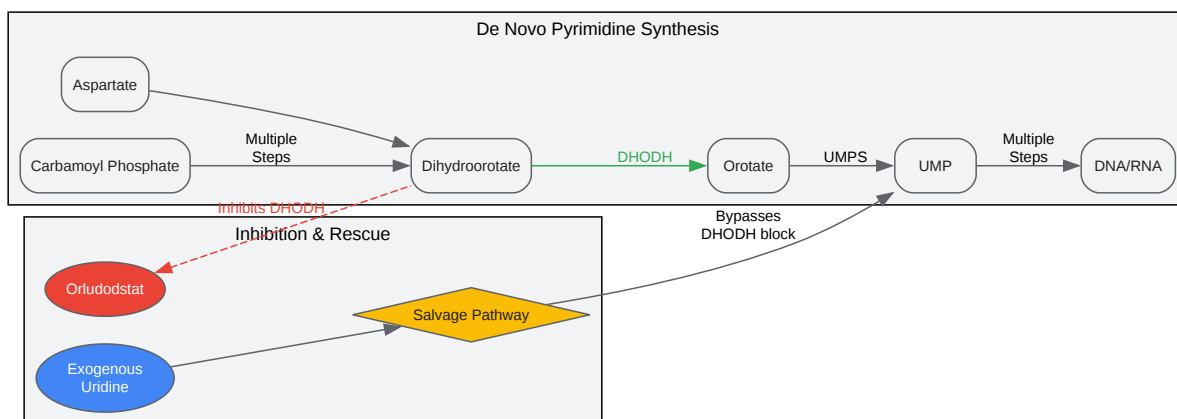 De Novo Pyrimidine Synthesis
Aspartate
Carbamoyl Phosphate
Multiple
Steps
Dihydroorotate
DHODH
Orotate
UMPS
UMP
Multiple
Steps
DNA/RNA
Inhibits DHODH
Bypasses
DHODH block
Inhibition & Rescue
Orludodstat
Salvage Pathway
Exogenous
Uridine